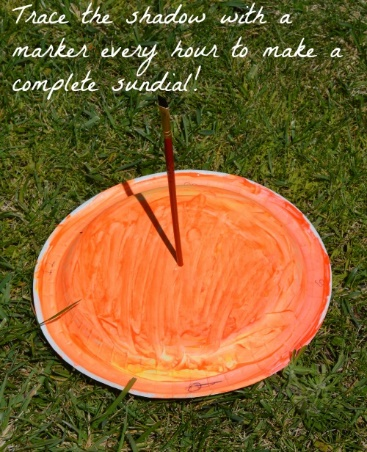 Trace the shadow with a
marker every hour to make a
complete sundial!